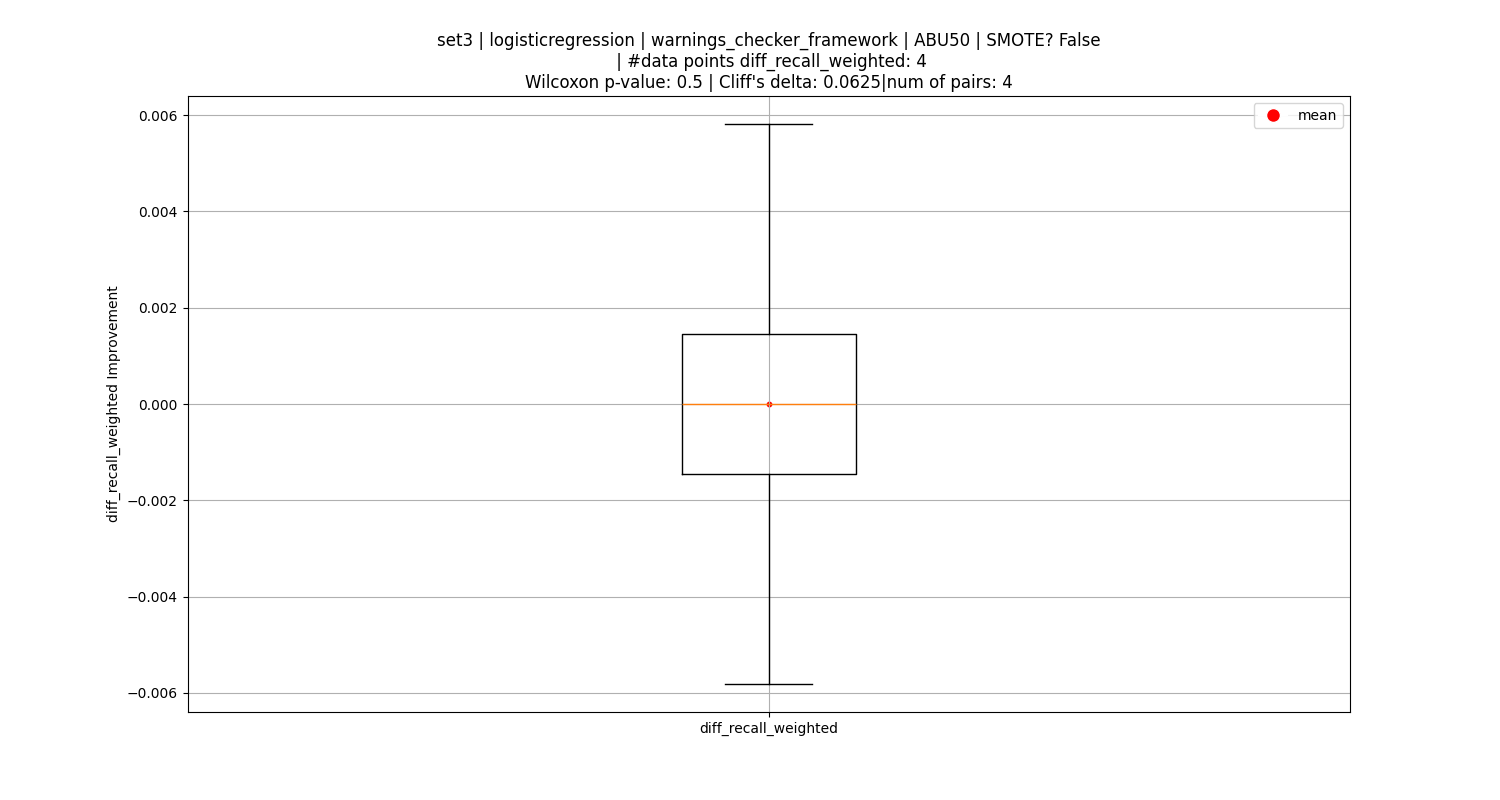 set3 | logisticregression | warnings_checker_framework | ABU50 | SMOTE? False
| #data points diff_recall_weighted: 4
Wilcoxon p-value: 0.5 | Cliff's delta: 0.0625|num of pairs: 4
mean
0.006
0.004
0.002
0.000
−0.002
−0.004
−0.006
diff_recall_weighted Improvement
diff_recall_weighted